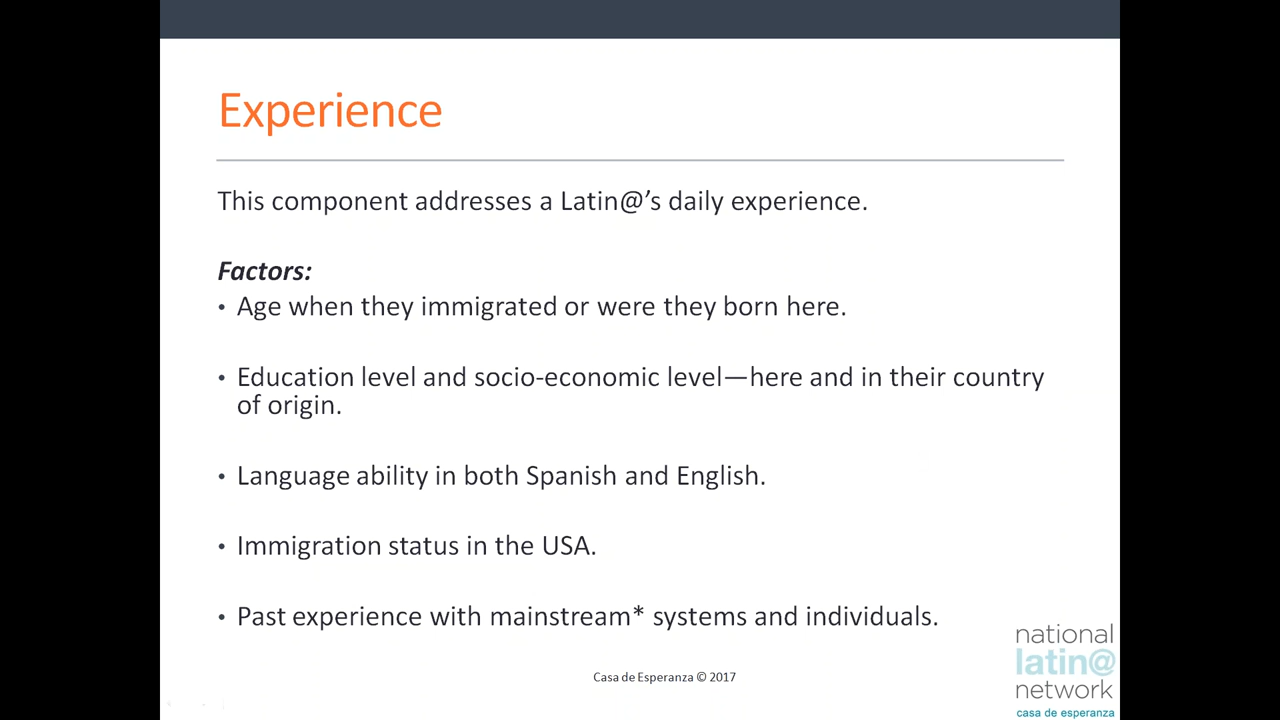 Experience
This component addresses a Latin@’s daily experience.
Factors:
• Age when they immigrated or were they born here.
• Education level and socio-economic level—here and in their country
of origin.
• Language ability in both Spanish and English.
• Immigration status in the USA.
• Past experience with mainstream* systems and individuals.
Casa de Esperanza © 2017
national
latin@
network
casa de esperanza